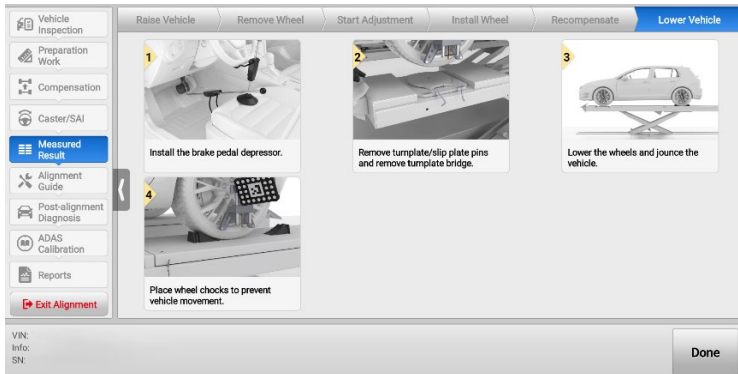 Vehicle
Inspection
Preparation
Work
Compensation
Caster/SAI
Measured
Result
Alignment
Guide
Post-alignment
Diagnosis
ADAS
Calibration
Reports
Exit Alignment
Raise Vehicle
Remove Wheel
Start Adjustment
Install Wheel
Recompensate
Lower Vehicle
1
Install the brake pedal depressor.
2
Remove turnplate/slip plate pins
and remove turnplate bridge.
3
Lower the wheels and jounce the
vehicle.
4
Place wheel chocks to prevent
vehicle movement.
VIN:
Info:
SN:
Done